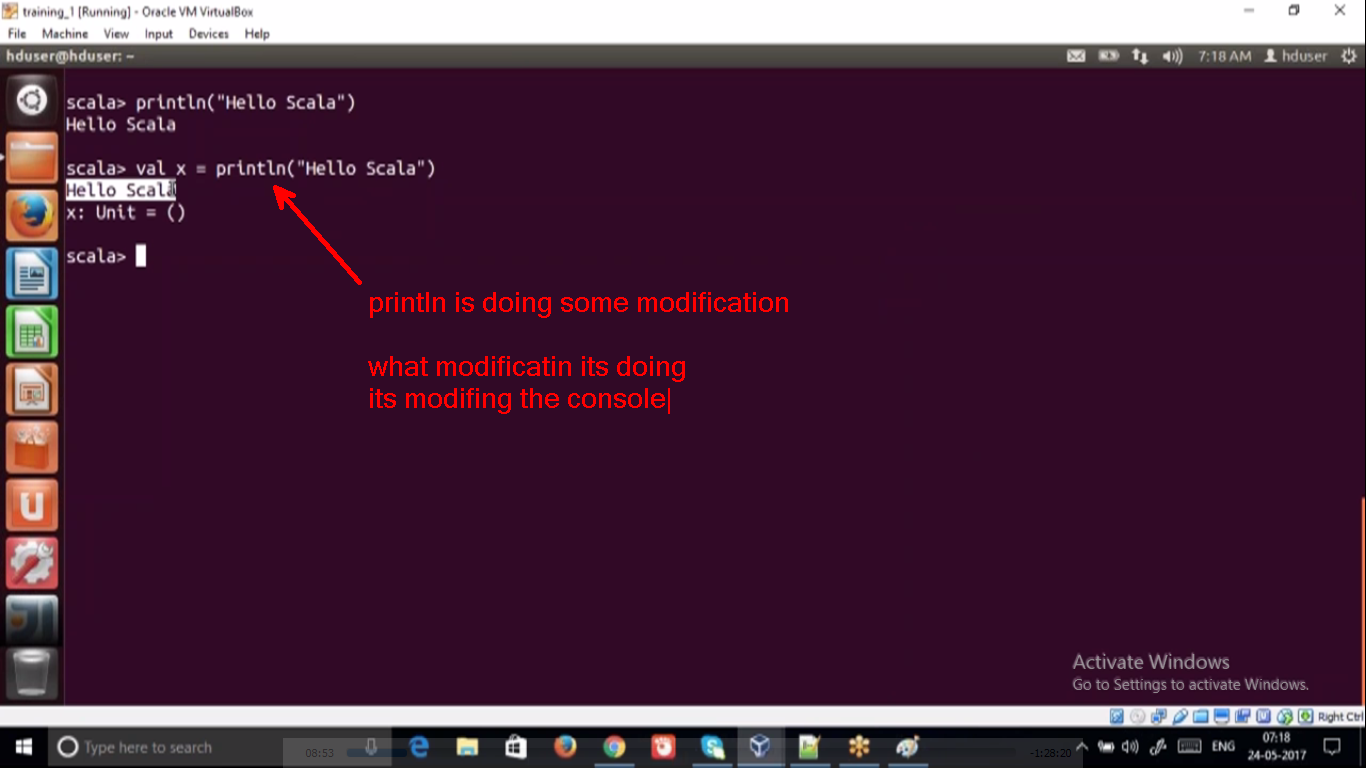 training_1 [Running] - Oracle VM VirtualBox
File Machine View Input Devices Help
hduser@hduser: ~
7:18 AM hduser
scala> println("Hello Scala")
Hello Scala
scala> val x = println("Hello Scala")
Hello Scala
x: Unit = ()
scala>
println is doing some modification
what modificatin its doing
its modifing the console
Activate Windows
Go to Settings to activate Windows.
Right Ctrl
Type here to search
08:53
-1:28:20
ENG
07:18
24-05-2017